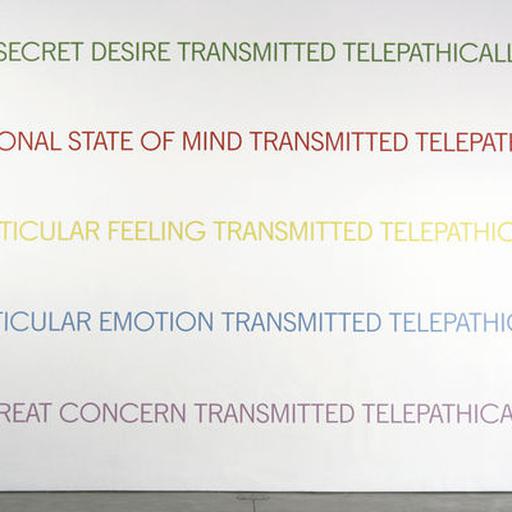 SECRET DESIRE TRANSMITTED TELEPATHICALL
ONAL STATE OF MIND TRANSMITTED TELEPATH
TICULAR FEELING TRANSMITTED TELEPATHIC
TICULAR EMOTION TRANSMITTED TELEPATHIC
REAT CONCERN TRANSMITTED TELEPATHICA